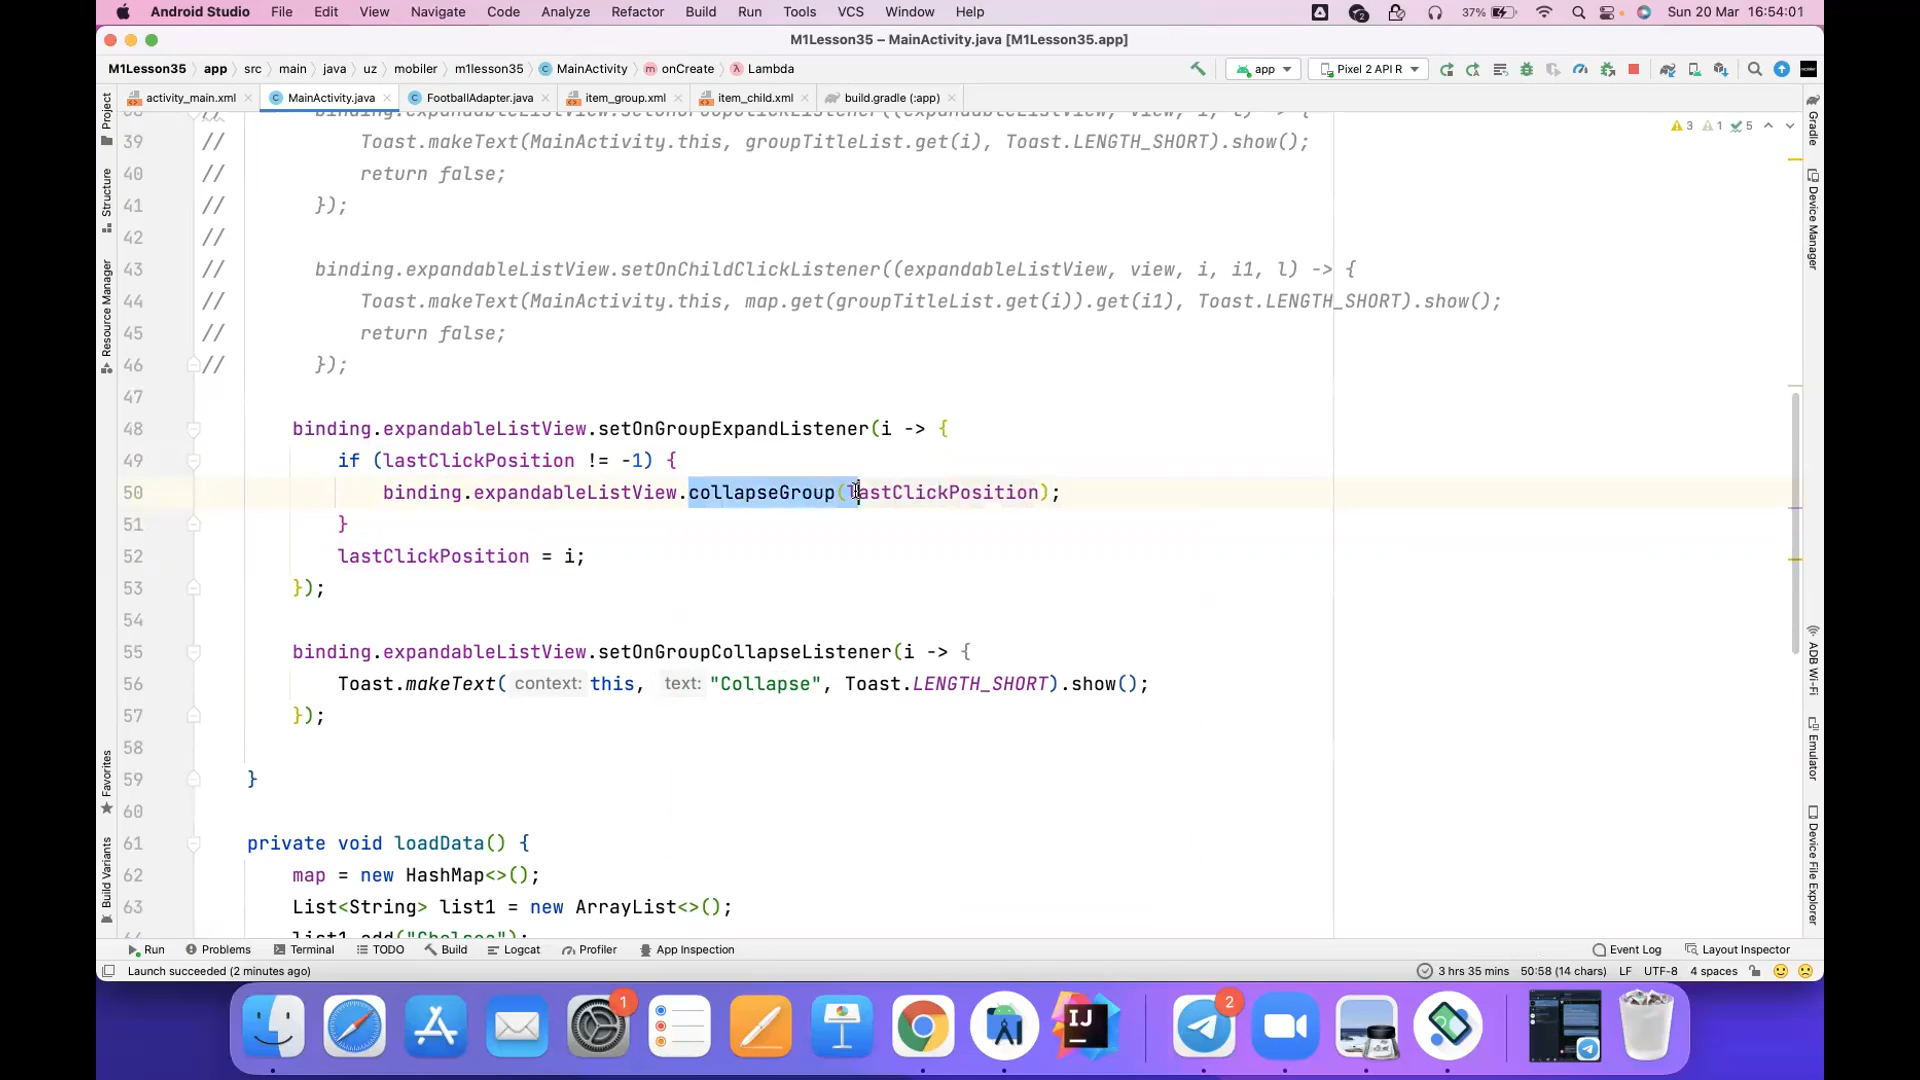 Android Studio File Edit View Navigate Code Analyze Refactor Build Run Tools VCS Window Help 37% Sun 20 Mar 16:54:01
M1Lesson35 – MainActivity.java [M1Lesson35.app]
M1Lesson35 app src main java uz mobiler m1lesson35 MainActivity onCreate Lambda app Pixel 2 API R
activity_main.xml MainActivity.java FootballAdapter.java item_group.xml item_child.xml build.gradle (:app)
3 1 5
39 // Toast.makeText(MainActivity.this, groupTitleList.get(i), Toast.LENGTH_SHORT).show();
40 // return false;
41 // });
42 //
43 // binding.expandableListView.setOnChildClickListener((expandableListView, view, i, i1, l) -> {
44 // Toast.makeText(MainActivity.this, map.get(groupTitleList.get(i)).get(i1), Toast.LENGTH_SHORT).show();
45 // return false;
46 // });
47
48 binding.expandableListView.setOnGroupExpandListener(i -> {
49 if (lastClickPosition != -1) {
50 binding.expandableListView.collapseGroup(lastClickPosition);
51 }
52 lastClickPosition = i;
53 });
54
55 binding.expandableListView.setOnGroupCollapseListener(i -> {
56 Toast.makeText( context: this, text: "Collapse", Toast.LENGTH_SHORT).show();
57 });
58
59 }
60
61 private void loadData() {
62 map = new HashMap<>();
63 List<String> list1 = new ArrayList<>();
Project
Structure
Resource Manager
Favorites
Build Variants
Gradle
Device Manager
ADB Wi-Fi
Emulator
Device File Explorer
Run Problems Terminal TODO Build Logcat Profiler App Inspection Event Log Layout Inspector
Launch succeeded (2 minutes ago) 3 hrs 35 mins 50:58 (14 chars) LF UTF-8 4 spaces
1
2
IJ